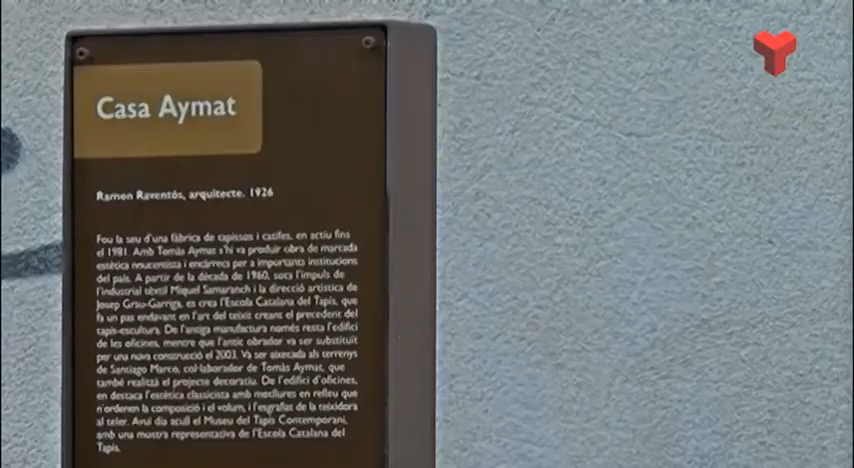 Casa Aymat
Ramon Raventós, arquitecte. 1926
Fou la seu d'una fàbrica de tapissos i catifes, en actiu fins
el 1981. Amb Tomàs Aymat s'hi va produir obra de marcada
estètica noucentista i encàrrecs per a importants institucions
del país. A partir de la dècada de 1960, sota l'impuls de
l'industrial tèxtil Miquel Samaranch i la direcció artística de
Josep Grau-Garriga, es crea l'Escola Catalana del Tapís, que
fa un pas endavant en l'art del teixit creant el precedent del
tapís-escultura. De l'antiga manufactura només resta l'edifici
de les oficines, mentre que l'antic obrador va ser substituït
per una nova construcció el 2003. Va ser aixecada als terrenys
de Santiago Marco, col·laborador de Tomàs Aymat, que
també realitzà el projecte decoratiu. De l'edifici d'oficines,
en destaca l'estètica classicista amb motllures en relleu que
n'ordenen la composició i el volum, i l'esgrafiat de la teixidora
al teler. Avui dia acull el Museu del Tapís Contemporani,
amb una mostra representativa de l'Escola Catalana del
Tapís.